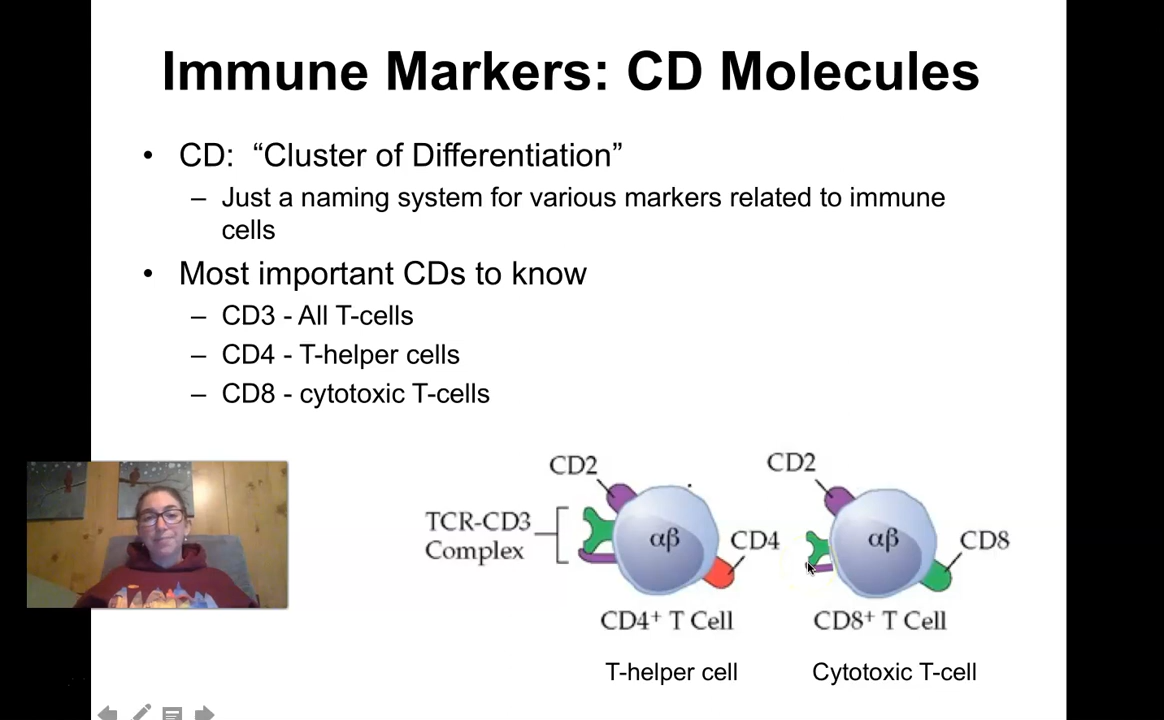 Immune Markers: CD Molecules
• CD: “Cluster of Differentiation”
– Just a naming system for various markers related to immune
cells
• Most important CDs to know
– CD3 - All T-cells
– CD4 - T-helper cells
– CD8 - cytotoxic T-cells
CD2
TCR-CD3
Complex
αβ
CD4
CD4⁺ T Cell
T-helper cell
CD2
αβ
CD8
CD8⁺ T Cell
Cytotoxic T-cell